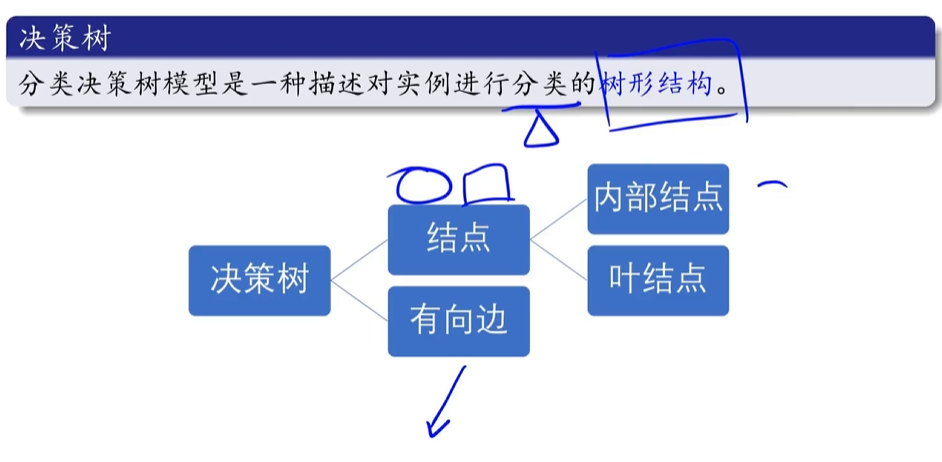 决策树
分类决策树模型是一种描述对实例进行分类的树形结构。
决策树
结点
有向边
内部结点
叶结点